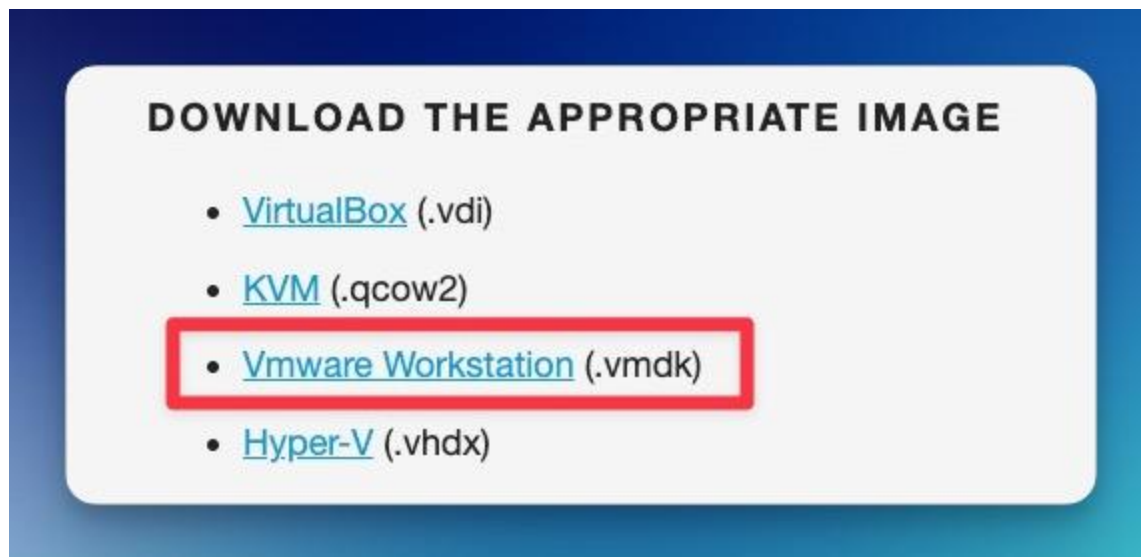 DOWNLOAD THE APPROPRIATE IMAGE
• VirtualBox (.vdi)
• KVM (.qcow2)
• Vmware Workstation (.vmdk)
• Hyper-V (.vhdx)